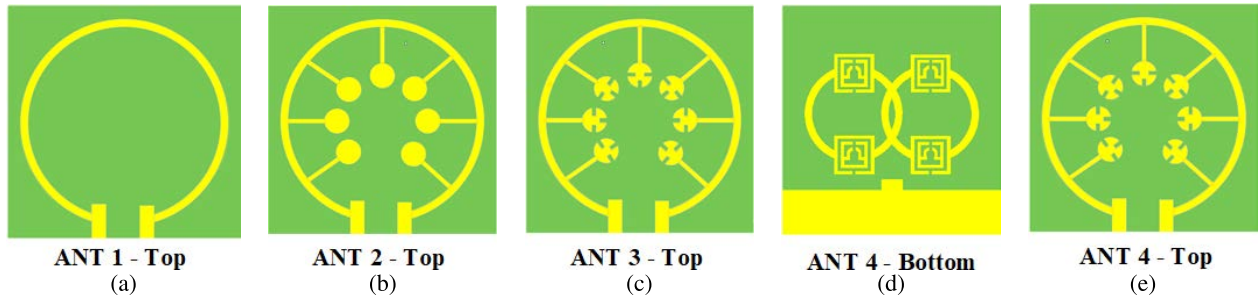 ANT 1 - Top
(a)
ANT 2 - Top
(b)
ANT 3 - Top
(c)
ANT 4 - Bottom
(d)
ANT 4 - Top
(e)